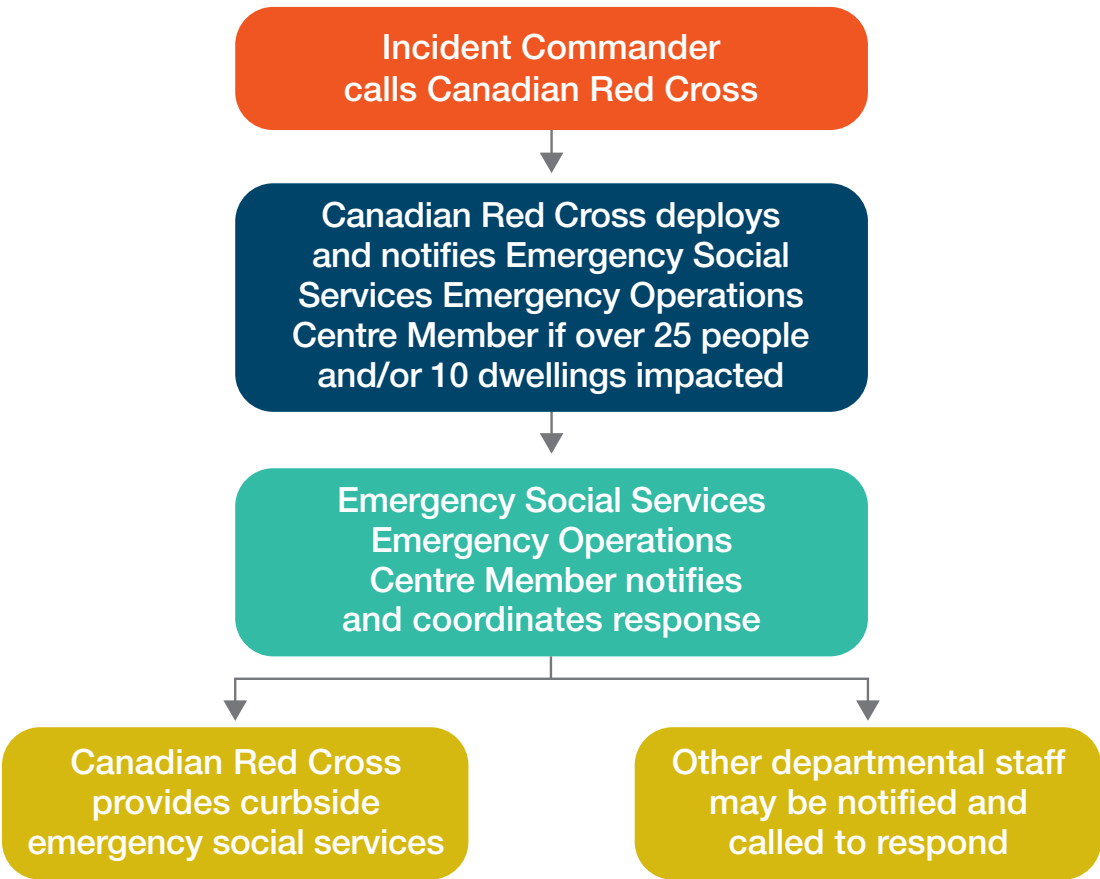 Incident Commander
calls Canadian Red Cross
Canadian Red Cross deploys
and notifies Emergency Social
Services Emergency Operations
Centre Member if over 25 people
and/or 10 dwellings impacted
Emergency Social Services
Emergency Operations
Centre Member notifies
and coordinates response
Canadian Red Cross
provides curbside
emergency social services
Other departmental staff
may be notified and
called to respond